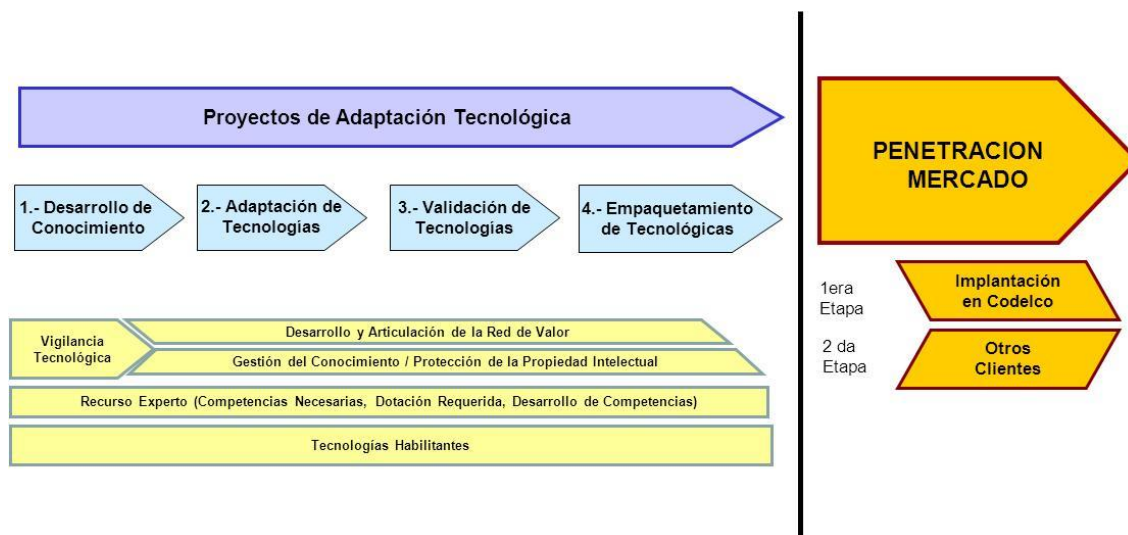 Proyectos de Adaptación Tecnológica
PENETRACION
MERCADO
1.- Desarrollo de
Conocimiento
2.- Adaptación de
Tecnologías
3.- Validación de
Tecnologías
4.- Empaquetamiento
de Tecnológicas
1era
Etapa
Implantación
en Codelco
2 da
Etapa
Otros
Clientes
Vigilancia
Tecnológica
Desarrollo y Articulación de la Red de Valor
Gestión del Conocimiento / Protección de la Propiedad Intelectual
Recurso Experto (Competencias Necesarias, Dotación Requerida, Desarrollo de Competencias)
Tecnologías Habilitantes